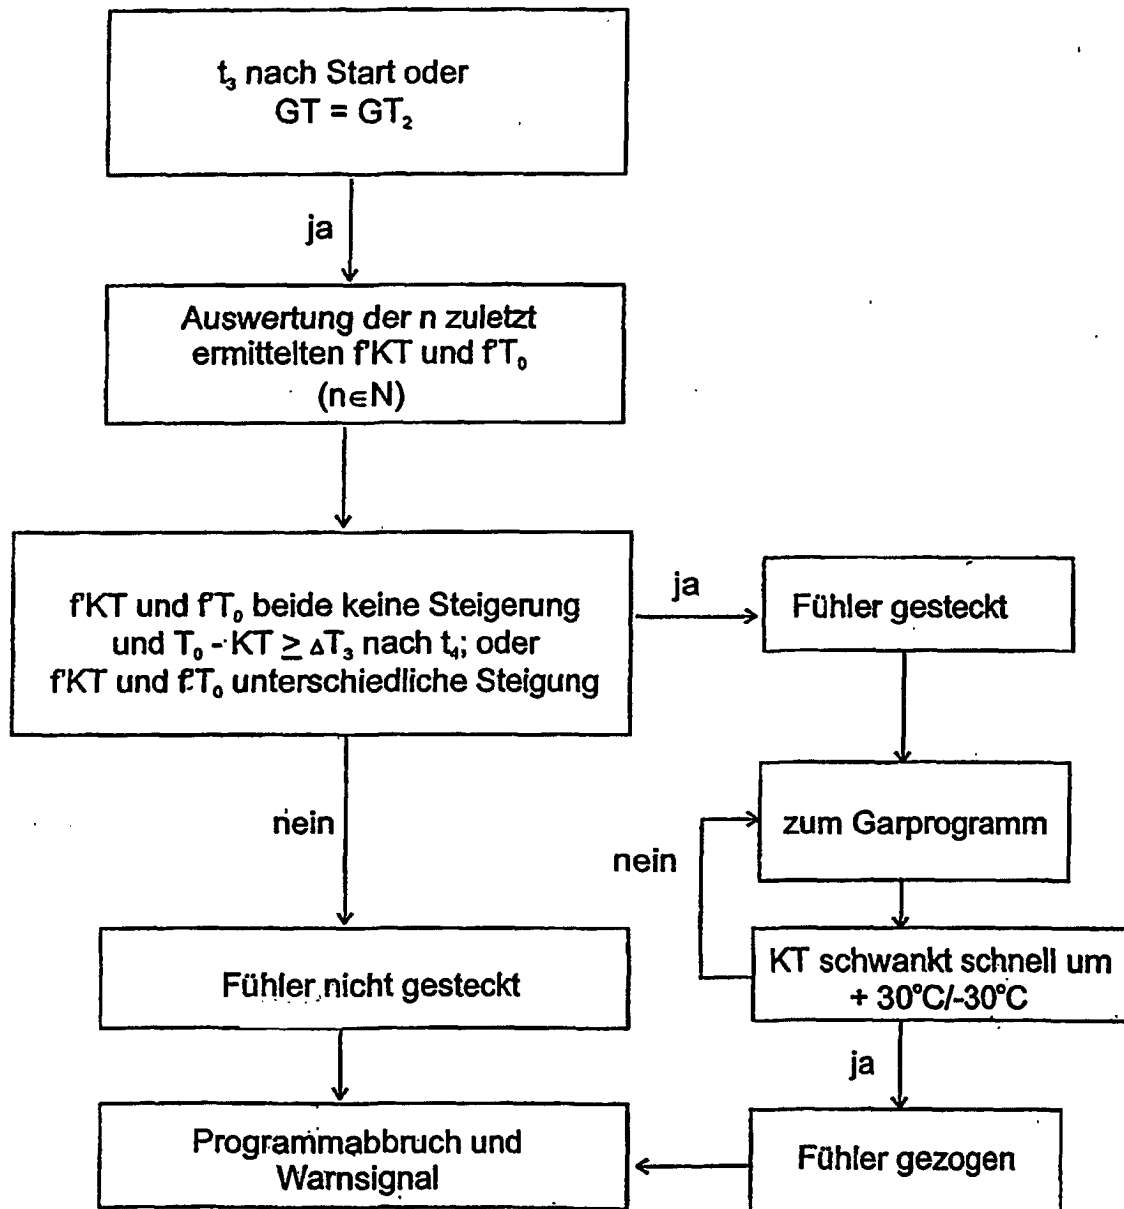 t₃ nach Start oder
GT = GT₂
ja
Auswertung der n zuletzt
ermittelten f'KT und f'T₀
(n∈N)
f'KT und f'T₀ beide keine Steigerung
und T₀ - KT ≥ ΔT₃ nach t₄; oder
f'KT und f'T₀ unterschiedliche Steigung
ja
Fühler gesteckt
zum Garprogramm
nein
nein
KT schwankt schnell um
+ 30°C/-30°C
Fühler nicht gesteckt
ja
Programmabbruch und
Warnsignal
Fühler gezogen